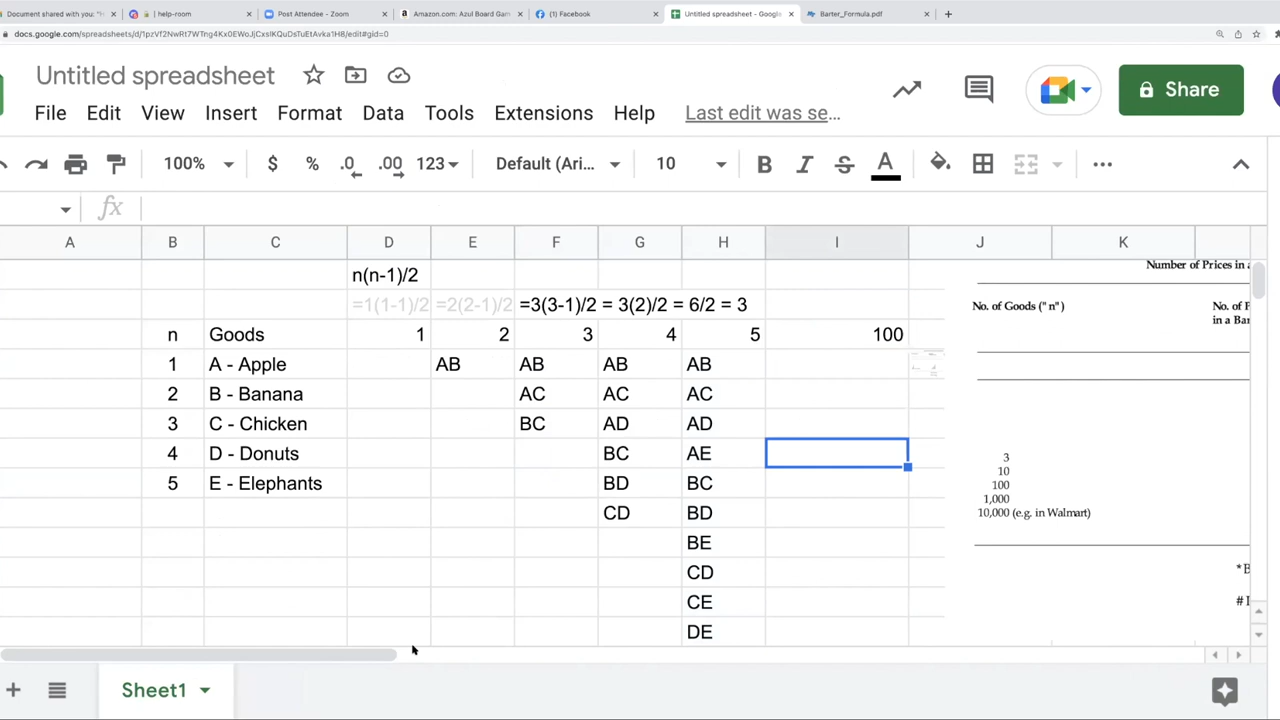 Document shared with you: "
help-room
Post Attendee - Zoom
Amazon.com: Azul Board Gam
(1) Facebook
Untitled spreadsheet - Google
Barter_Formula.pdf
docs.google.com/spreadsheets/d/1pzVf2NwRt7WTng4Kx0EWoJjCxsIKQuDsTuEtAvka1H8/edit#gid=0
Untitled spreadsheet
File Edit View Insert Format Data Tools Extensions Help Last edit was se...
Share
100% $ % .0 .00 123 Default (Ari... 10 B I S A
fx
A B C D E F G H I J K
n(n-1)/2
=1(1-1)/2 =2(2-1)/2 =3(3-1)/2 = 3(2)/2 = 6/2 = 3
n Goods 1 2 3 4 5 100
1 A - Apple AB AB AB AB
2 B - Banana AC AC AC
3 C - Chicken BC AD AD
4 D - Donuts BC AE
5 E - Elephants BD BC
CD BD
BE
CD
CE
DE
Number of Prices in a
No. of Goods ("n")
No. of
in a Bar
3
10
100
1,000
10,000 (e.g. in Walmart)
*B
#
Sheet1